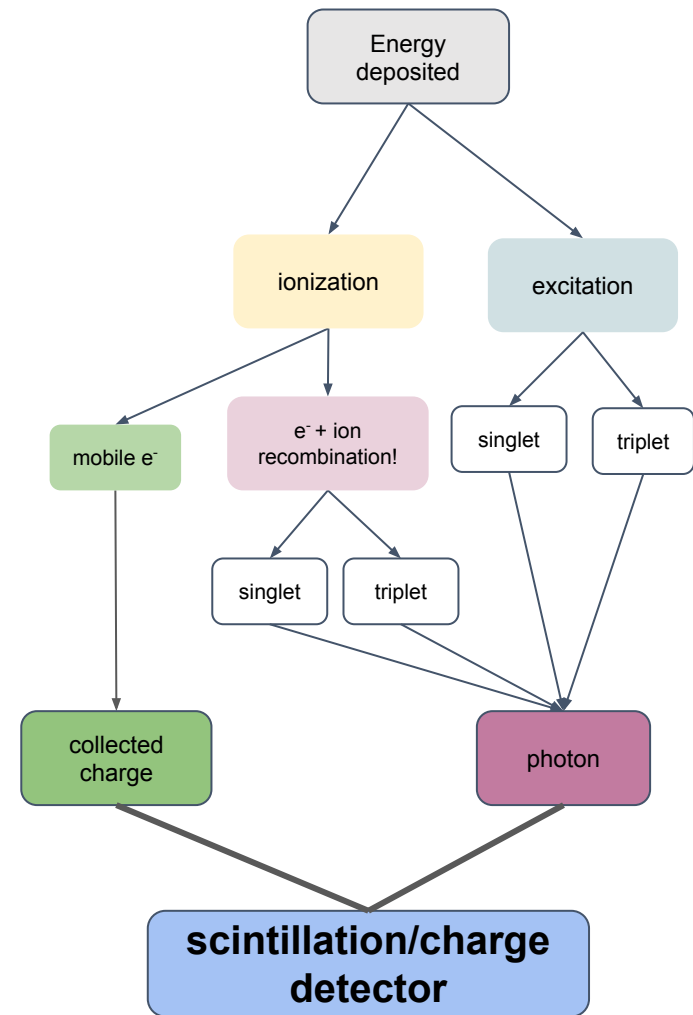 Energy
deposited
ionization
excitation
singlet
triplet
mobile e⁻
e⁻ + ion
recombination!
singlet
triplet
collected
charge
photon
scintillation/charge
detector